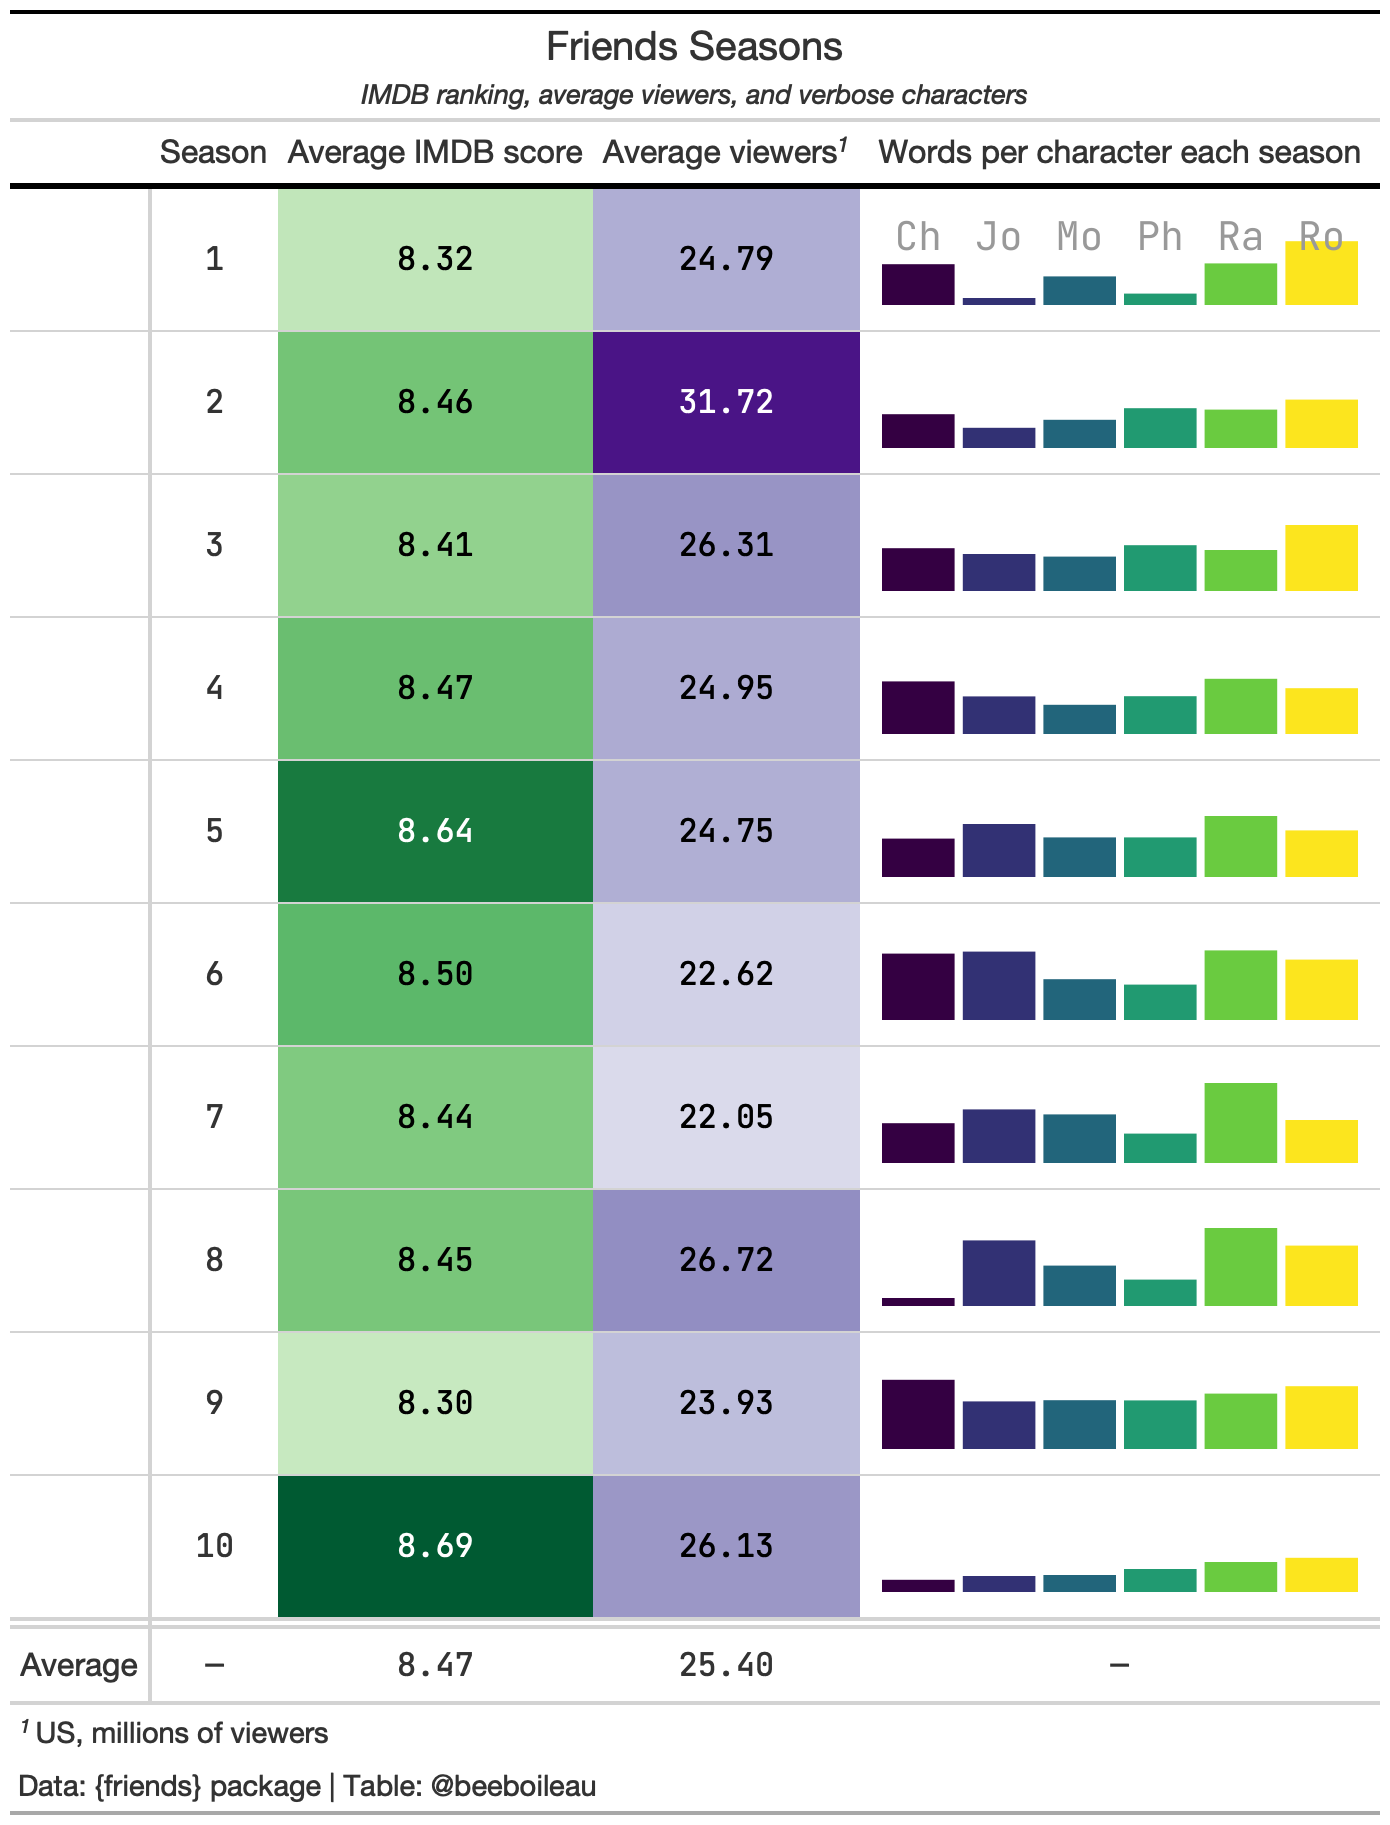 Friends Seasons
IMDB ranking, average viewers, and verbose characters
Season Average IMDB score Average viewers¹ Words per character each season
Ch Jo Mo Ph Ra Ro
1 8.32 24.79
2 8.46 31.72
3 8.41 26.31
4 8.47 24.95
5 8.64 24.75
6 8.50 22.62
7 8.44 22.05
8 8.45 26.72
9 8.30 23.93
10 8.69 26.13
Average — 8.47 25.40 —
¹ US, millions of viewers
Data: {friends} package | Table: @beeboileau